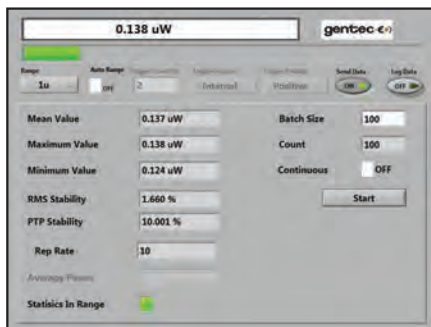 0.138 uW
gentec-e
Range
Auto Range
Send Data
Log Data
1u
OFF
2
Internal
Positive
ON
OFF
Mean Value 0.137 uW Batch Size 100
Maximum Value 0.138 uW Count 100
Minimum Value 0.124 uW Continuous OFF
RMS Stability 1.660 % Start
PTP Stability 10.001 %
Rep Rate 10
Average Power
Statisics In Range